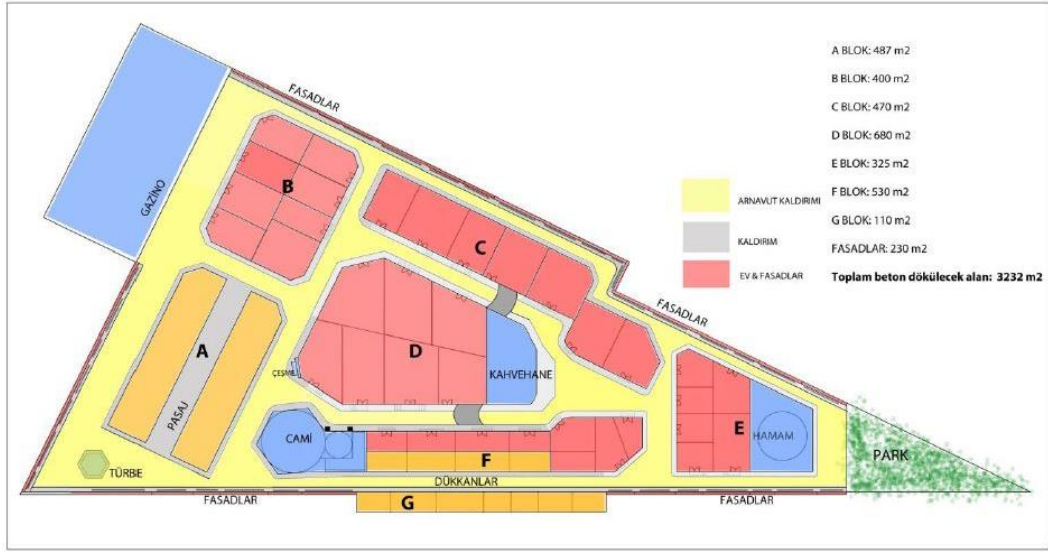 A BLOK: 487 m2
B BLOK: 400 m2
C BLOK: 470 m2
D BLOK: 680 m2
E BLOK: 325 m2
F BLOK: 530 m2
G BLOK: 110 m2
FASADLAR: 230 m2
Toplam beton dökülecek alan: 3232 m2
ARNAVUT KALDIRIMI
KALDIRIM
EV & FASADLAR
FASADLAR
GAZİNO
B
C
FASADLAR
A
PASAJ
D
ÇEŞME
KAHVEHANE
CAMİ
E
HAMAM
PARK
F
TÜRBE
DÜKKANLAR
FASADLAR
G
FASADLAR